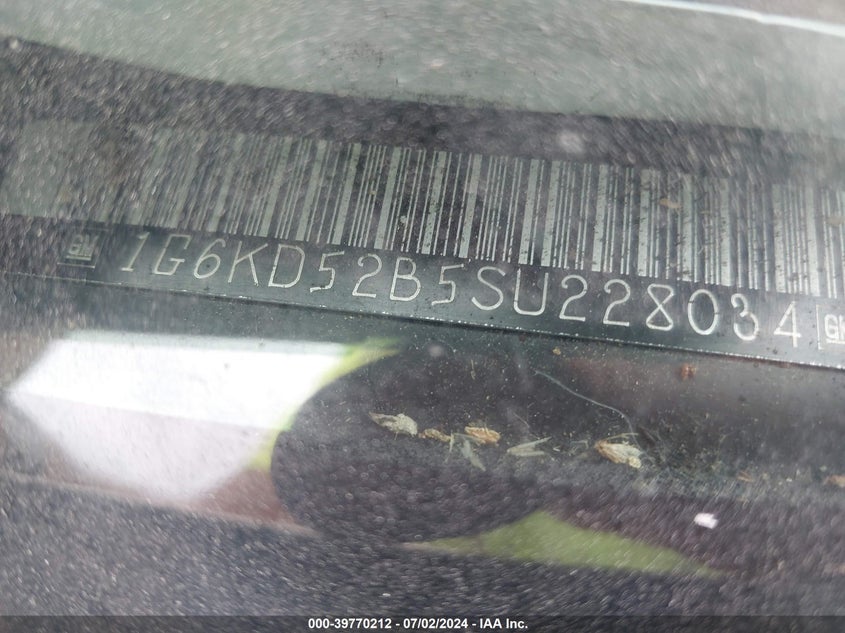 GM 1G6KD52B5SU228034 GM
000-39770212 - 07/02/2024 - IAA Inc.